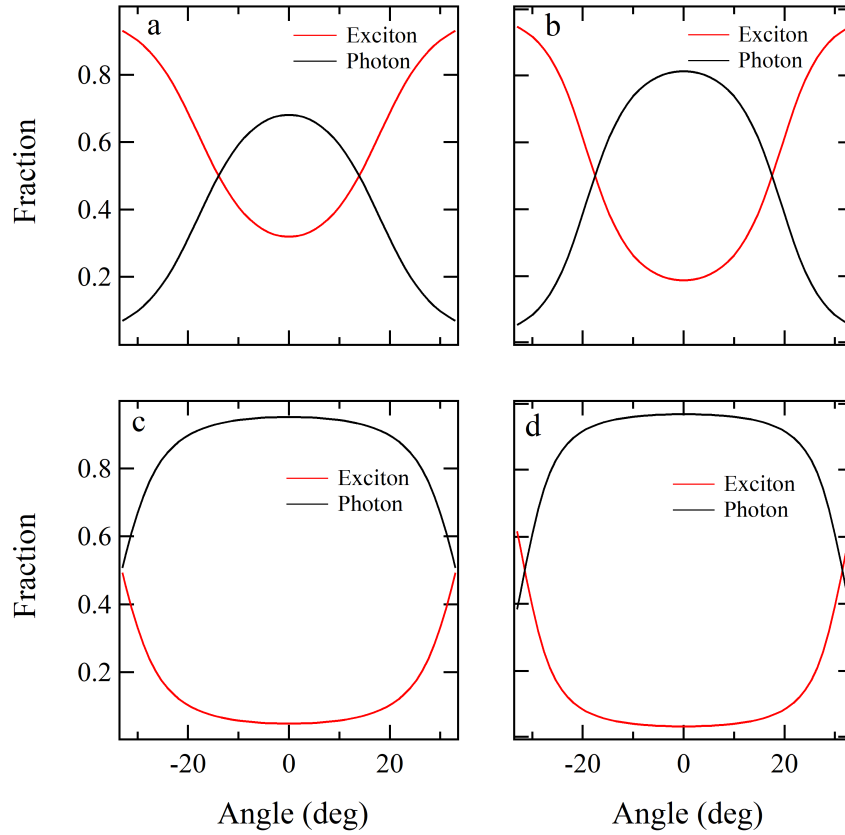 a
Exciton
Photon
0.8
0.6
0.4
0.2
Fraction
b
Exciton
Photon
c
Exciton
Photon
0.8
0.6
0.4
0.2
Fraction
-20
0
20
Angle (deg)
d
Exciton
Photon
-20
0
20
Angle (deg)